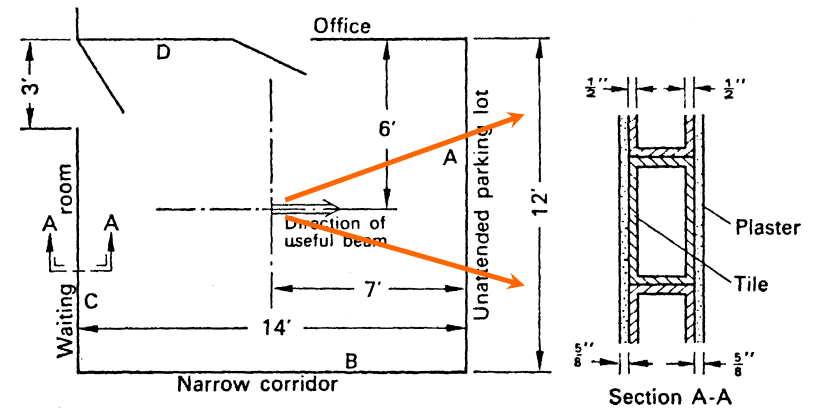 Office
D
3'
6'
A
Unattended parking lot
12'
Waiting room
A A
Direction of
useful beam
7'
C
14'
B
Narrow corridor
1/2" 1/2"
Plaster
Tile
5/8" 5/8"
Section A-A